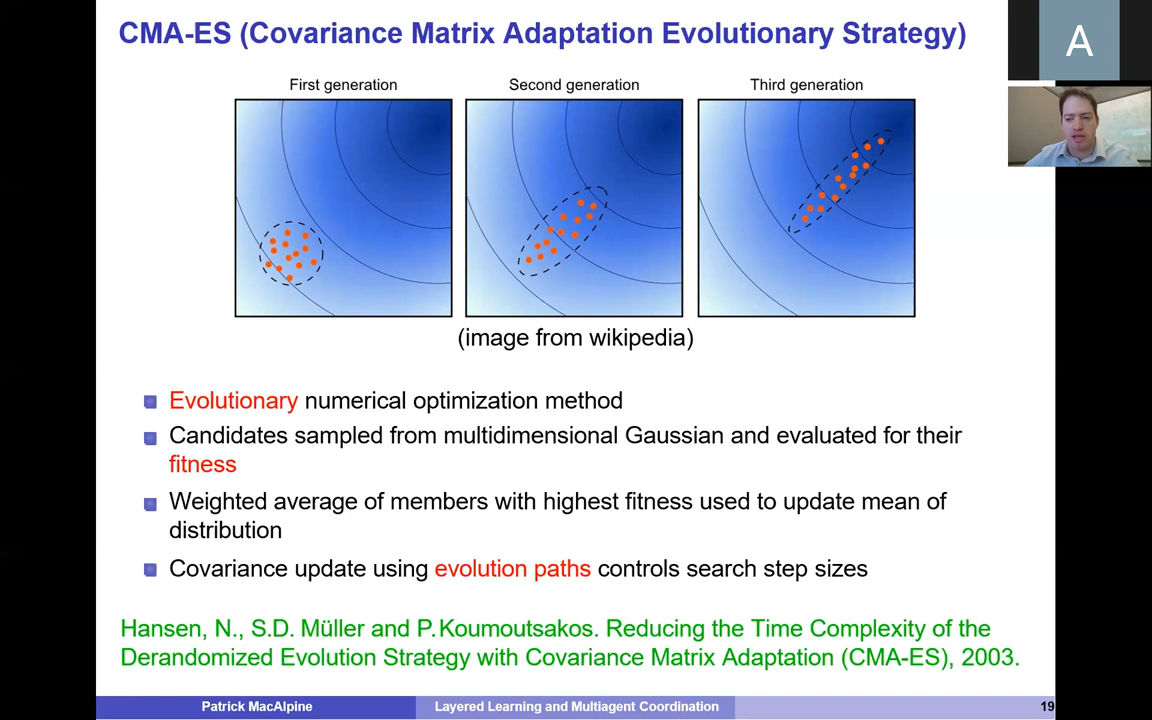 CMA-ES (Covariance Matrix Adaptation Evolutionary Strategy)
A
First generation
Second generation
Third generation
(image from wikipedia)
Evolutionary numerical optimization method
Candidates sampled from multidimensional Gaussian and evaluated for their
fitness
Weighted average of members with highest fitness used to update mean of
distribution
Covariance update using evolution paths controls search step sizes
Hansen, N., S.D. Müller and P. Koumoutsakos. Reducing the Time Complexity of the
Derandomized Evolution Strategy with Covariance Matrix Adaptation (CMA-ES), 2003.
Patrick MacAlpine
Layered Learning and Multiagent Coordination
19